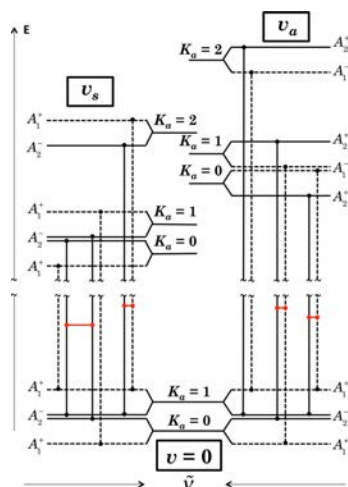 E
K_a = 2 v_a A_2^+
v_s A_1^-
A_1^+ K_a = 2
A_2^- K_a = 1 A_2^+
K_a = 0 A_1^-
A_2^+
A_1^+ K_a = 1
A_2^- K_a = 0
A_1^+
~ ~ ~ ~ ~ ~ ~ ~ ~ ~ ~ ~ ~ ~ ~ ~
A_1^+ K_a = 1 A_1^+
A_2^- K_a = 0 A_2^-
A_1^+ v = 0 A_1^+
ṽ